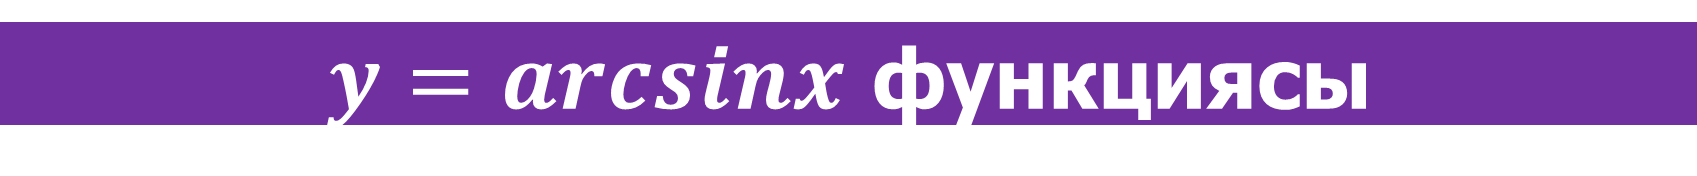 y = arcsinx функциясы